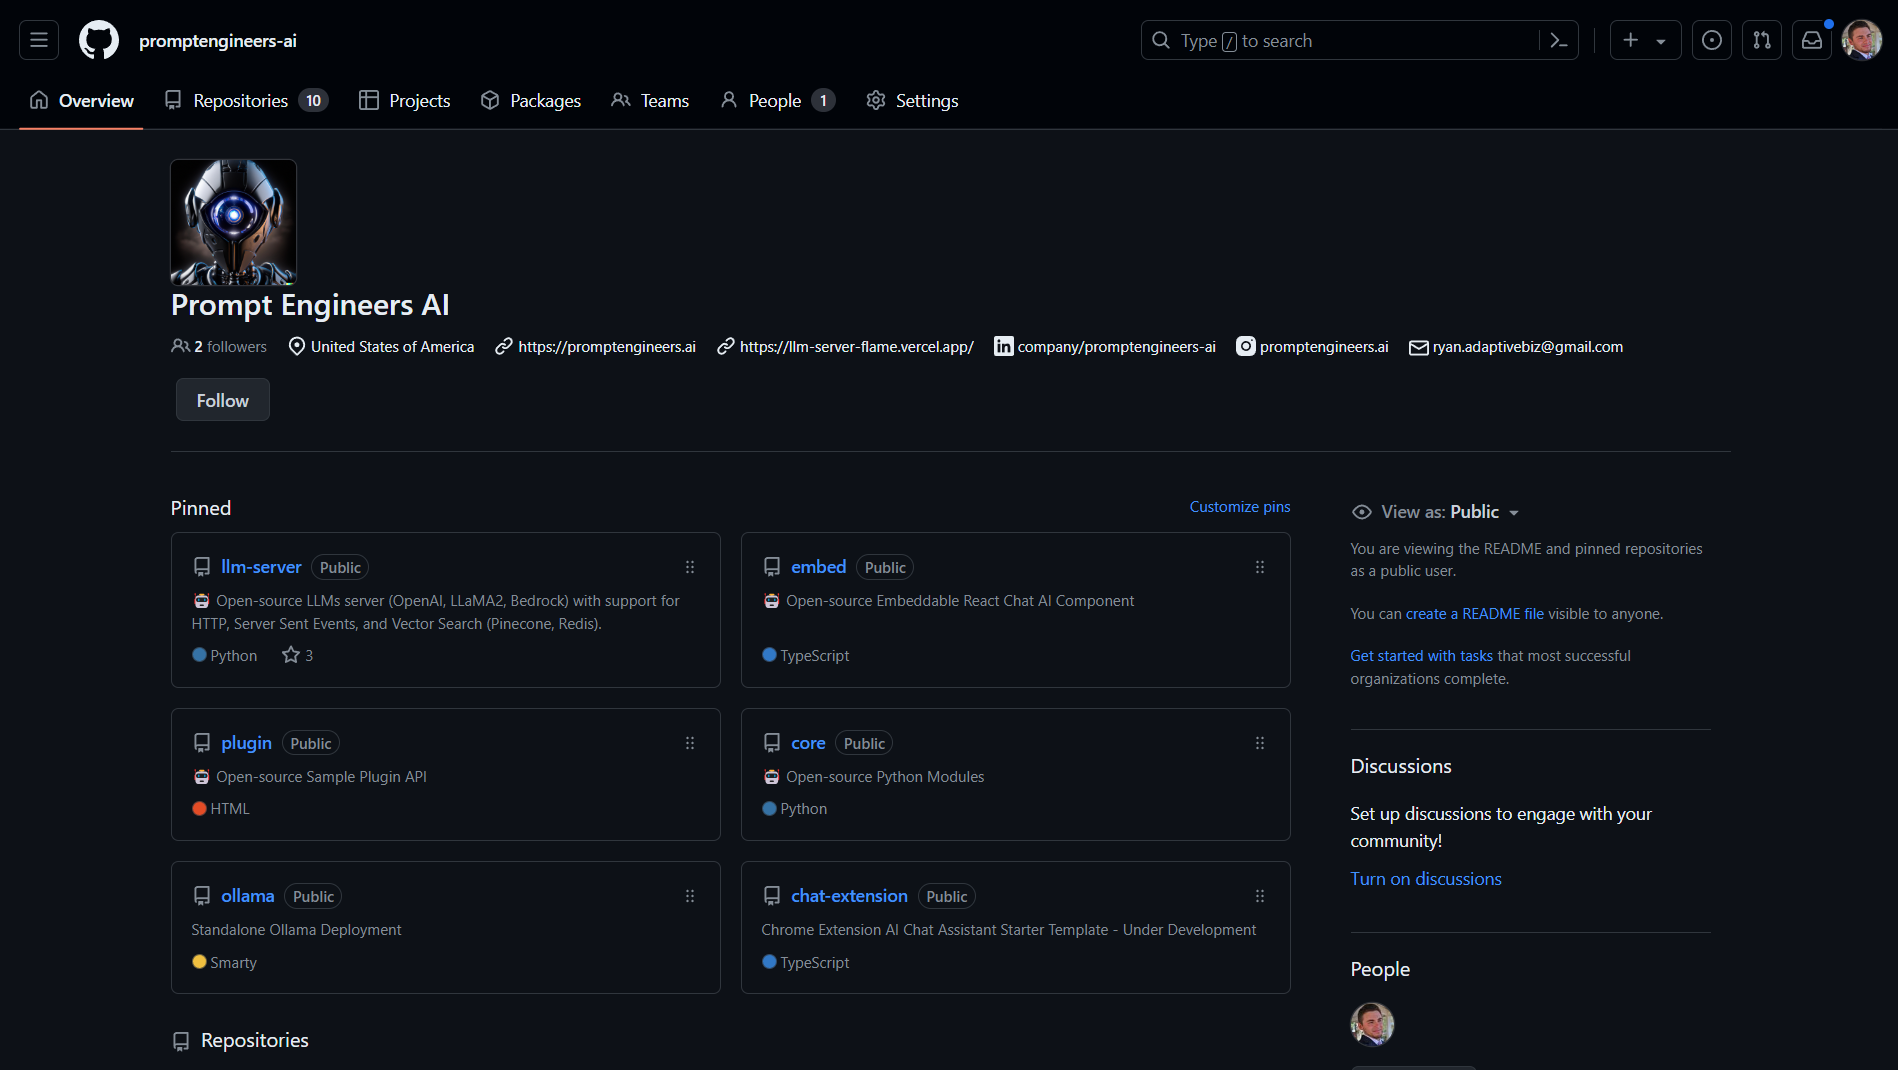 promptengineers-ai
Type / to search
Overview
Repositories 10
Projects
Packages
Teams
People 1
Settings
Prompt Engineers AI
2 followers
United States of America
https://promptengineers.ai
https://llm-server-flame.vercel.app/
in company/promptengineers-ai
promptengineers.ai
ryan.adaptivebiz@gmail.com
Follow
Pinned
Customize pins
llm-server Public
Open-source LLMs server (OpenAI, LLaMA2, Bedrock) with support for
HTTP, Server Sent Events, and Vector Search (Pinecone, Redis).
Python 3
embed Public
Open-source Embeddable React Chat AI Component
TypeScript
plugin Public
Open-source Sample Plugin API
HTML
core Public
Open-source Python Modules
Python
ollama Public
Standalone Ollama Deployment
Smarty
chat-extension Public
Chrome Extension AI Chat Assistant Starter Template - Under Development
TypeScript
Repositories
View as: Public
You are viewing the README and pinned repositories
as a public user.
You can create a README file visible to anyone.
Get started with tasks that most successful
organizations complete.
Discussions
Set up discussions to engage with your
community!
Turn on discussions
People